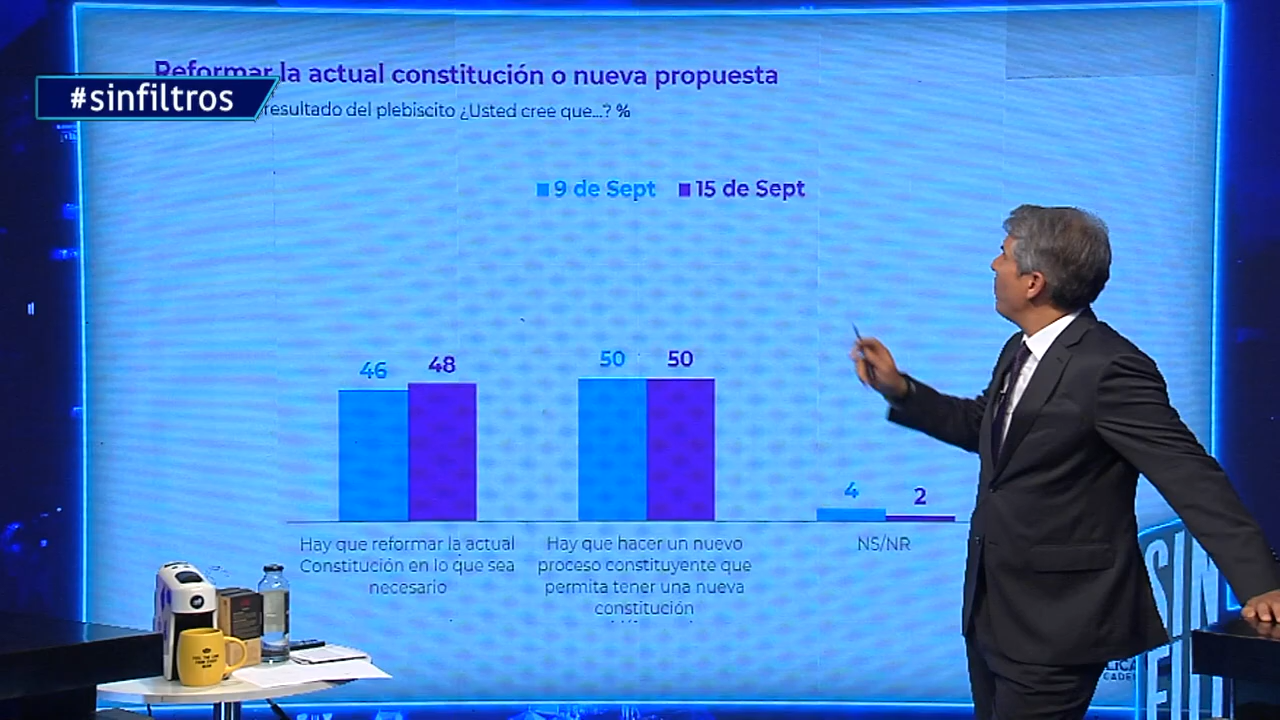 Reformar la actual constitución o nueva propuesta
#sinfiltros
resultado del plebiscito ¿Usted cree que...? %
9 de Sept 15 de Sept
46 48 50 50 4 2
Hay que reformar la actual
Constitución en lo que sea
necesario
Hay que hacer un nuevo
proceso constituyente que
permita tener una nueva
constitución
NS/NR
SIN